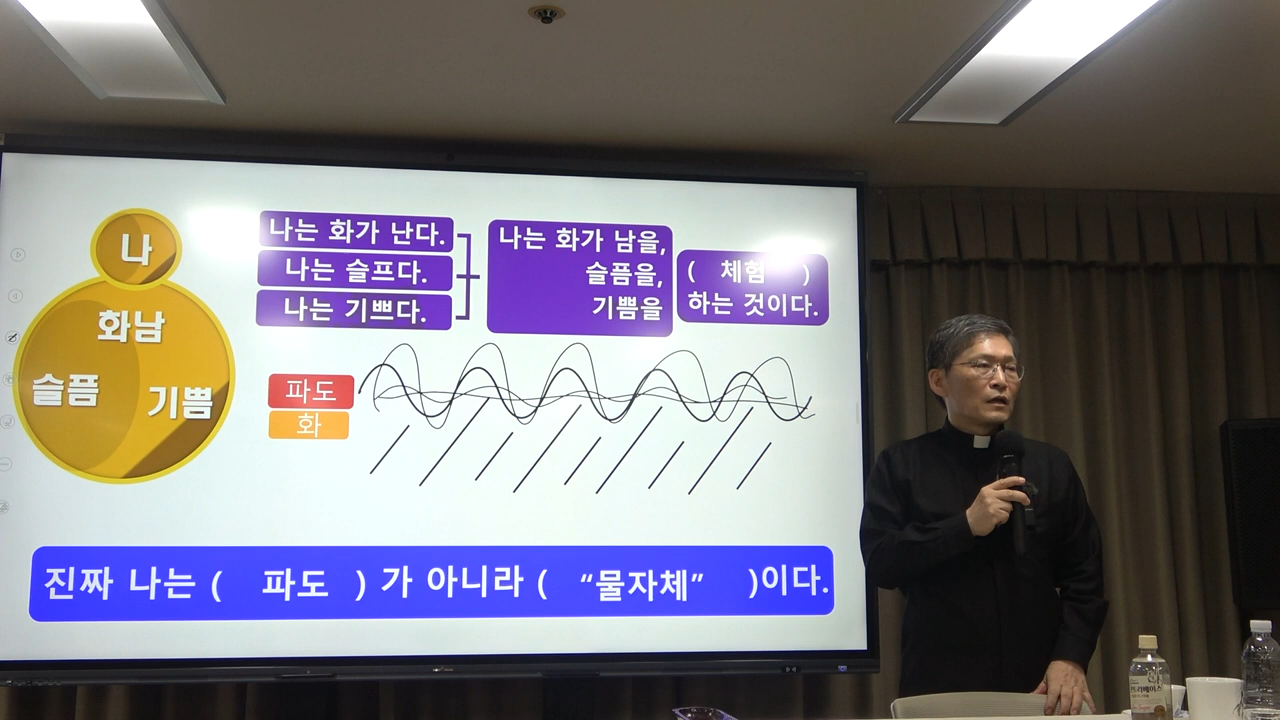 나
화남
슬픔 기쁨
나는 화가 난다.
나는 슬프다.
나는 기쁘다.
나는 화가 남을,
슬픔을,
기쁨을
( 체험 )
하는 것이다.
파도
화
진짜 나는 ( 파도 ) 가 아니라 ( “물자체” )이다.